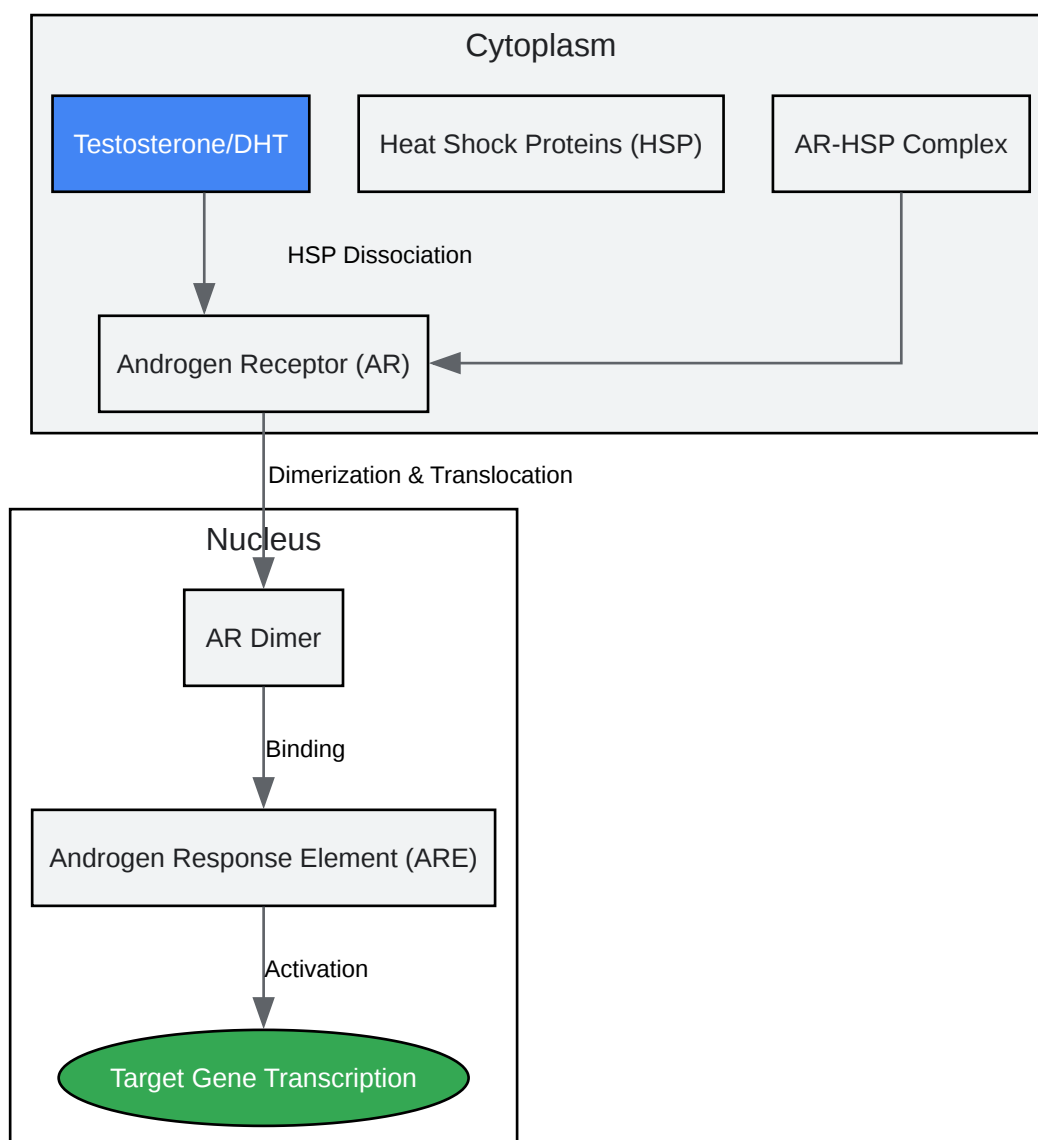 Cytoplasm
Testosterone/DHT
Heat Shock Proteins (HSP)
AR-HSP Complex
HSP Dissociation
Androgen Receptor (AR)
Dimerization & Translocation
Nucleus
AR Dimer
Binding
Androgen Response Element (ARE)
Activation
Target Gene Transcription